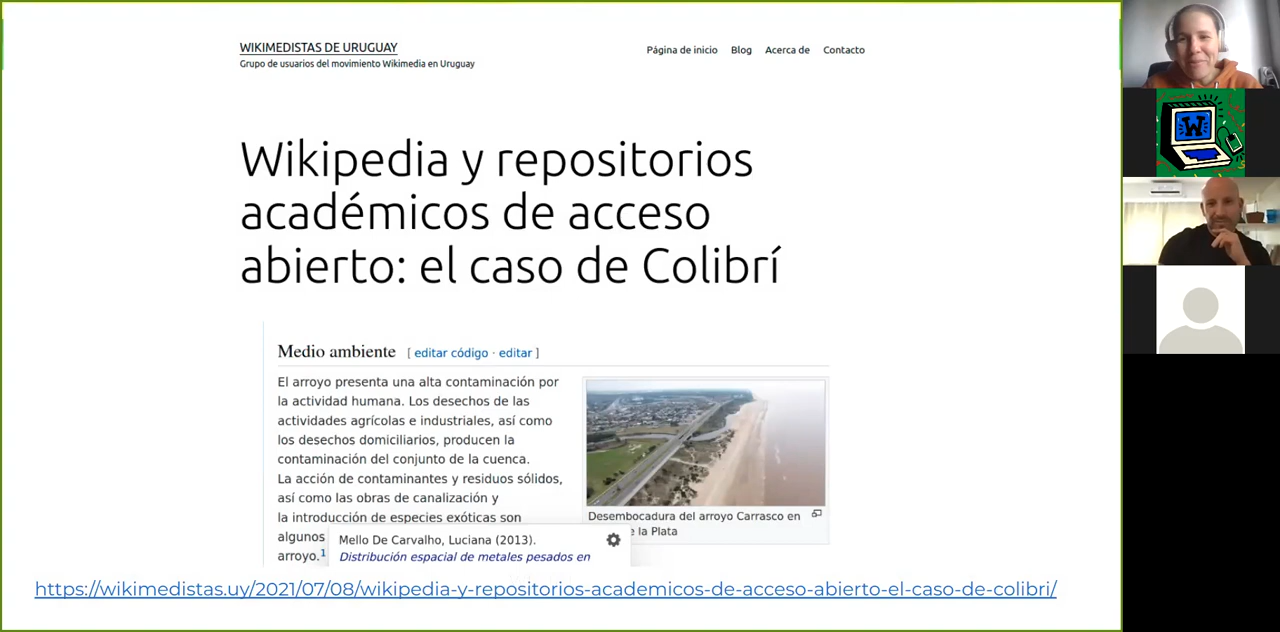 WIKIMEDISTAS DE URUGUAY
Grupo de usuarios del movimiento Wikimedia en Uruguay
Página de inicio Blog Acerca de Contacto
Wikipedia y repositorios
académicos de acceso
abierto: el caso de Colibrí
Medio ambiente [ editar código · editar ]
El arroyo presenta una alta contaminación por
la actividad humana. Los desechos de las
actividades agrícolas e industriales, así como
los desechos domiciliarios, producen la
contaminación del conjunto de la cuenca.
La acción de contaminantes y residuos sólidos,
así como las obras de canalización y
la introducción de especies exóticas son
algunos
arroyo.1
Desembocadura del arroyo Carrasco en
e la Plata
Mello De Carvalho, Luciana (2013).
Distribución espacial de metales pesados en
https://wikimedistas.uy/2021/07/08/wikipedia-y-repositorios-academicos-de-acceso-abierto-el-caso-de-colibri/
W